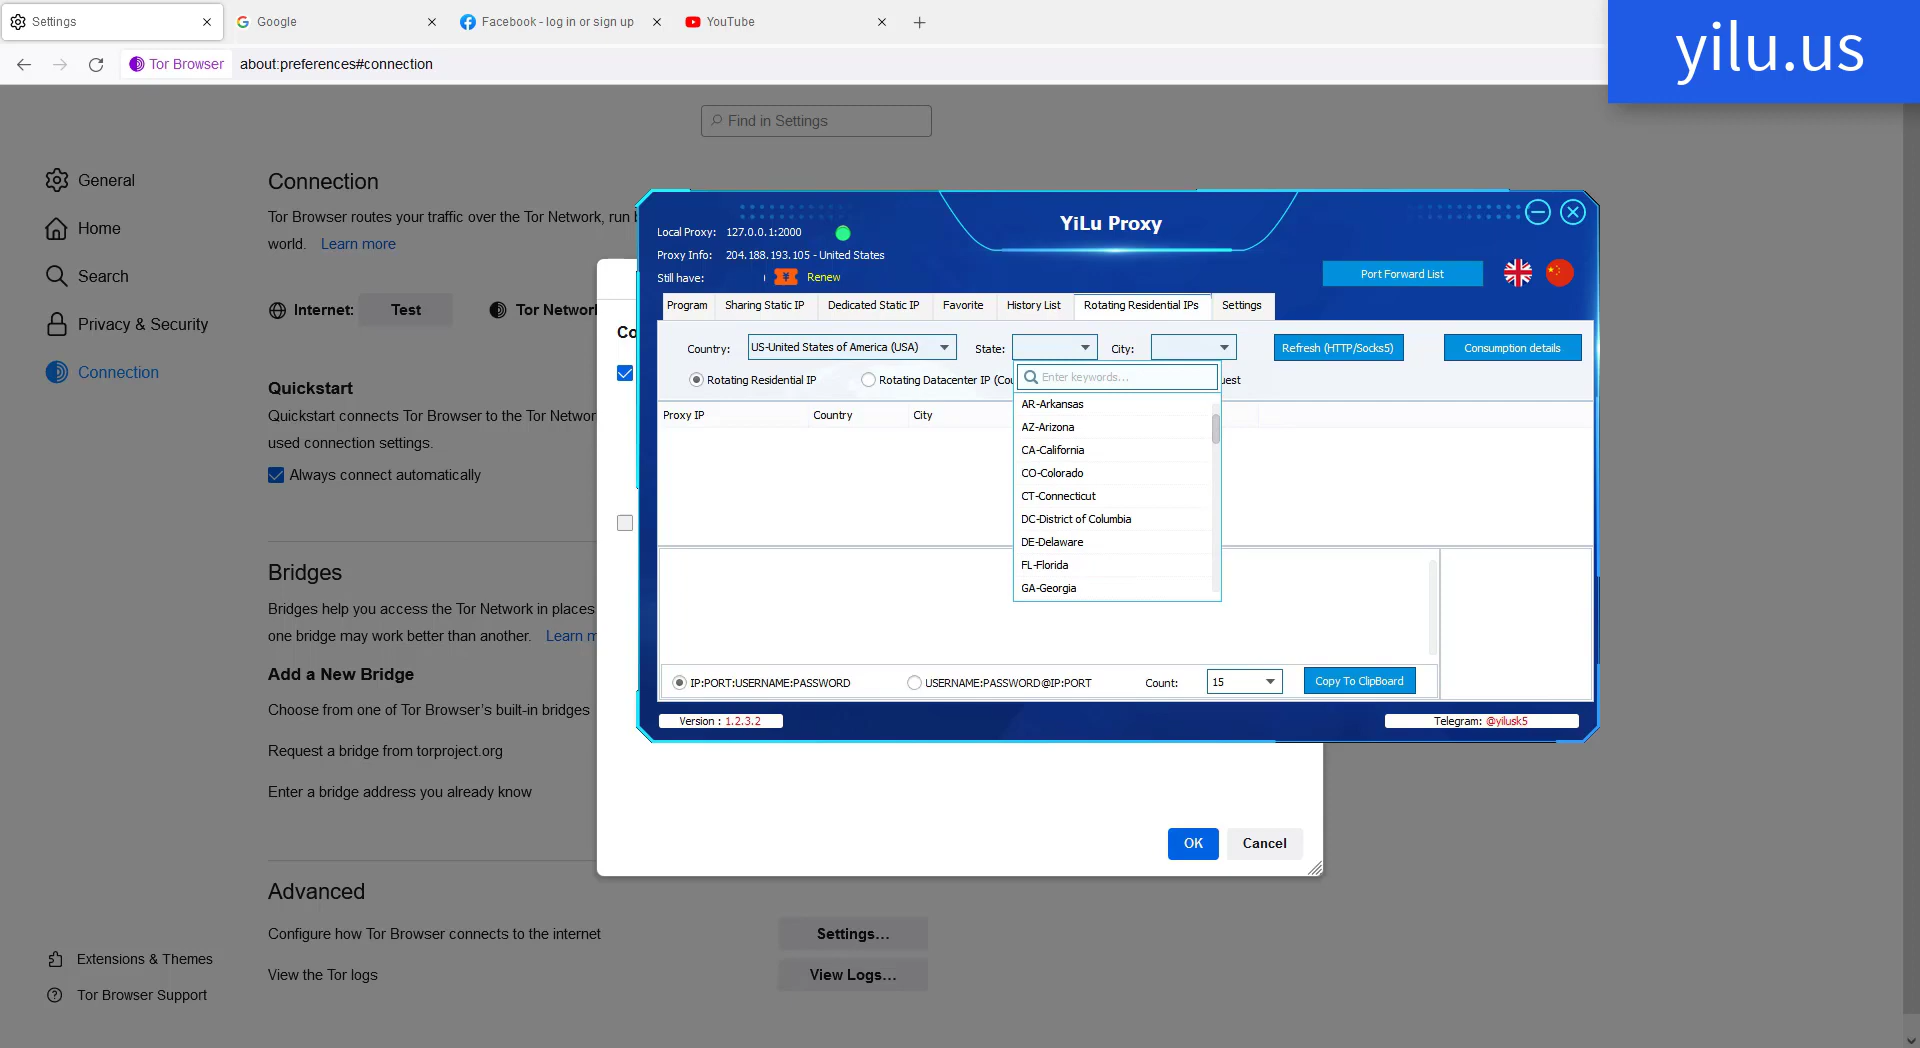 Settings
Google
Facebook - log in or sign up
YouTube
yilu.us
Tor Browser
about:preferences#connection
Find in Settings
General
Home
Search
Privacy & Security
Connection
Extensions & Themes
Tor Browser Support
Connection
Tor Browser routes your traffic over the Tor Network, run b
world. Learn more
Internet: Test Tor Network
Quickstart
Quickstart connects Tor Browser to the Tor Networ
used connection settings.
Always connect automatically
Bridges
Bridges help you access the Tor Network in places
one bridge may work better than another. Learn m
Add a New Bridge
Choose from one of Tor Browser’s built-in bridges
Request a bridge from torproject.org
Enter a bridge address you already know
Advanced
Configure how Tor Browser connects to the internet
Settings…
View the Tor logs
View Logs…
Co
OK
Cancel
YiLu Proxy
Local Proxy: 127.0.0.1:2000
Proxy Info: 204.188.193.105 - United States
Still have: Renew
Port Forward List
Program
Sharing Static IP
Dedicated Static IP
Favorite
History List
Rotating Residential IPs
Settings
Country: US-United States of America (USA) State: City:
Refresh (HTTP/Socks5)
Consumption details
Rotating Residential IP
Rotating Datacenter IP (Cou
uest
Enter keywords...
Proxy IP
Country
City
AR-Arkansas
AZ-Arizona
CA-California
CO-Colorado
CT-Connecticut
DC-District of Columbia
DE-Delaware
FL-Florida
GA-Georgia
IP:PORT:USERNAME:PASSWORD
USERNAME:PASSWORD@IP:PORT
Count: 15
Copy To ClipBoard
Version : 1.2.3.2
Telegram: @yilusk5